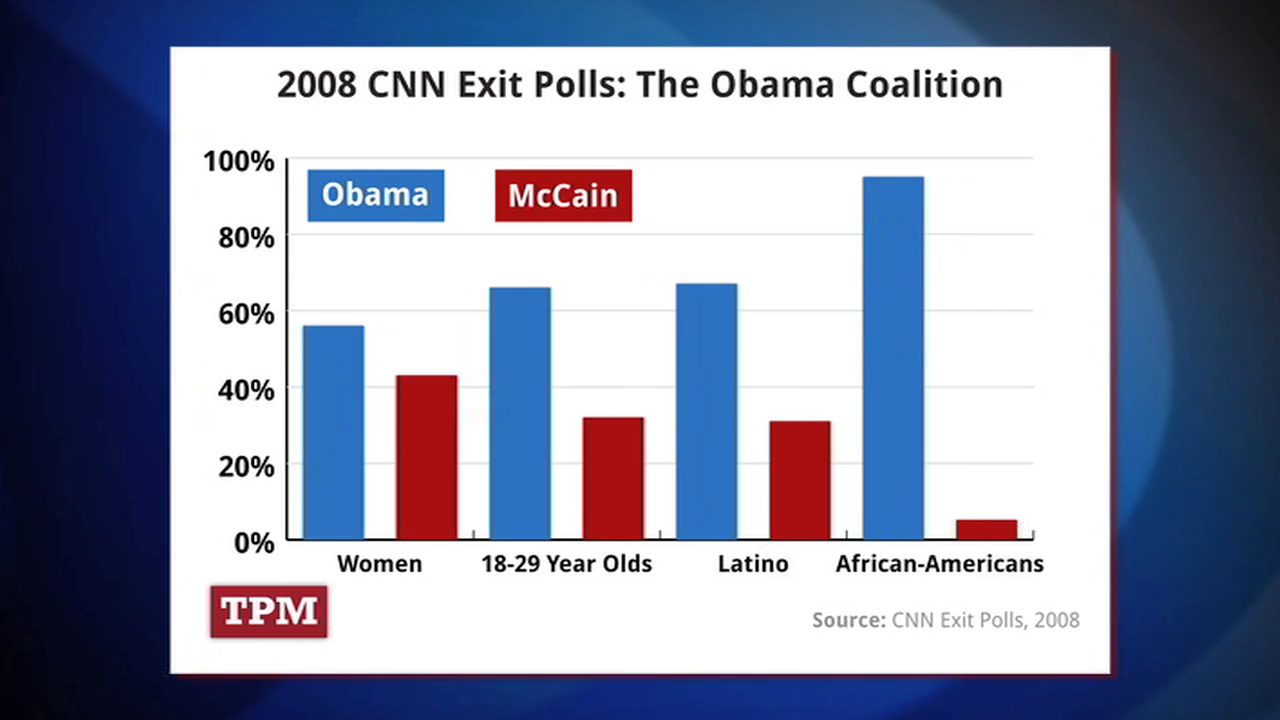 2008 CNN Exit Polls: The Obama Coalition
100%
Obama McCain
80%
60%
40%
20%
0%
Women 18-29 Year Olds Latino African-Americans
TPM
Source: CNN Exit Polls, 2008